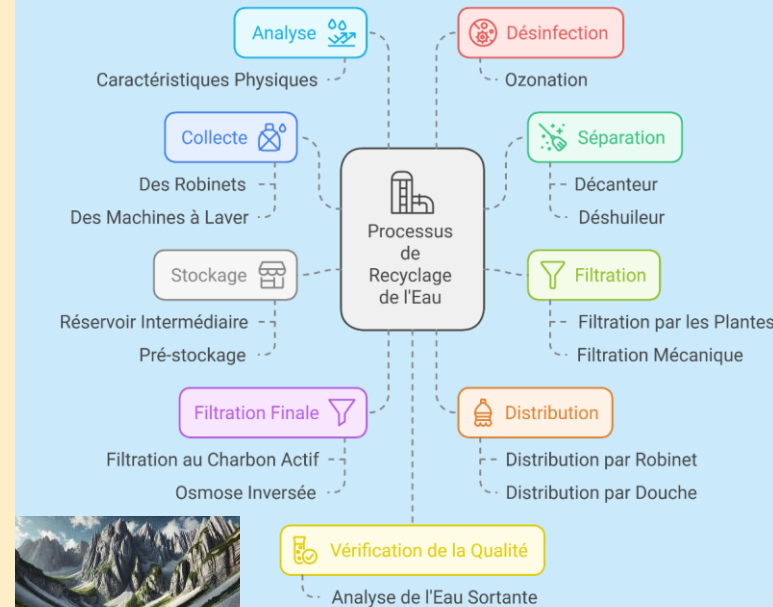 Analyse
Caractéristiques Physiques
Désinfection
Ozonation
Collecte
Des Robinets
Des Machines à Laver
Séparation
Décanteur
Déshuileur
Processus
de
Recyclage
de l'Eau
Stockage
Réservoir Intermédiaire
Pré-stockage
Filtration
Filtration par les Plantes
Filtration Mécanique
Filtration Finale
Filtration au Charbon Actif
Osmose Inversée
Distribution
Distribution par Robinet
Distribution par Douche
Vérification de la Qualité
Analyse de l'Eau Sortante